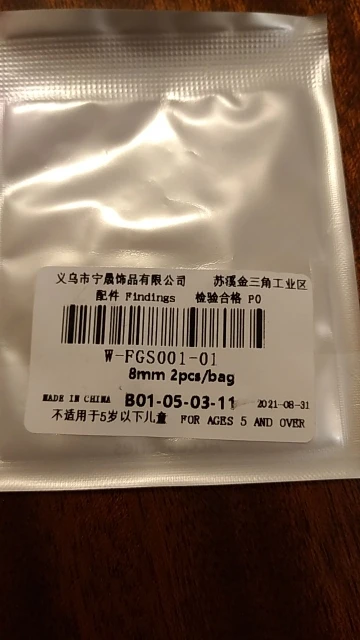 义乌市宁晟饰品有限公司 苏溪金三角工业区
配件 Findings 检验合格 PO
W-FGS001-01
8mm 2pcs/bag
MADE IN CHINA B01-05-03-11 2021-08-31
不适用于5岁以下儿童 FOR AGES 5 AND OVER